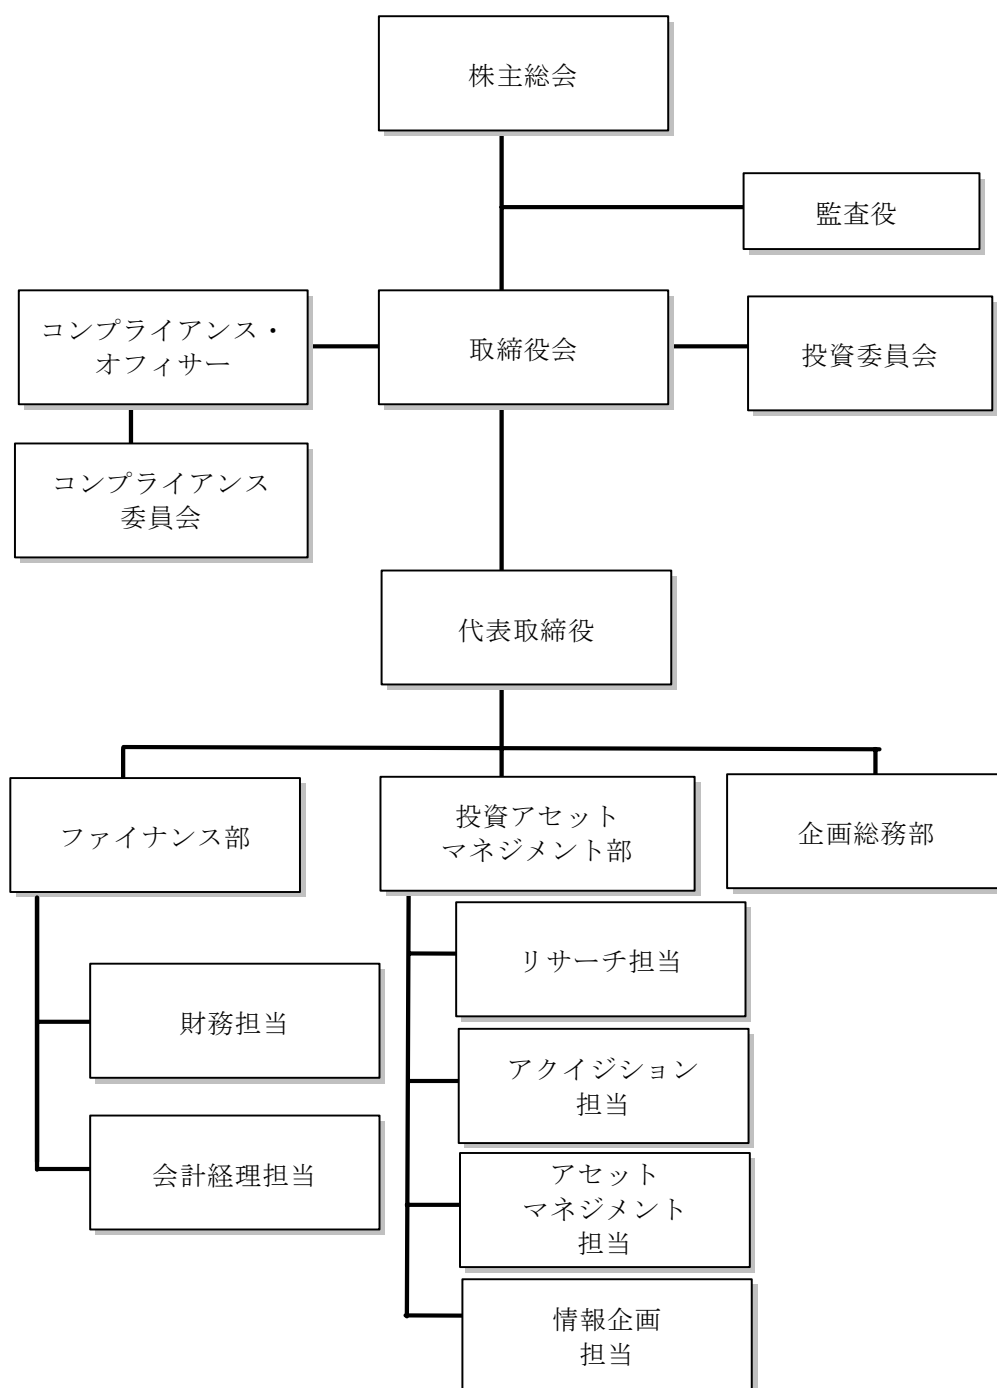 株主総会
監査役
コンプライアンス・
オフィサー
取締役会
投資委員会
コンプライアンス
委員会
代表取締役
ファイナンス部
投資アセット
マネジメント部
企画総務部
財務担当
会計経理担当
リサーチ担当
アクイジション
担当
アセット
マネジメント
担当
情報企画
担当